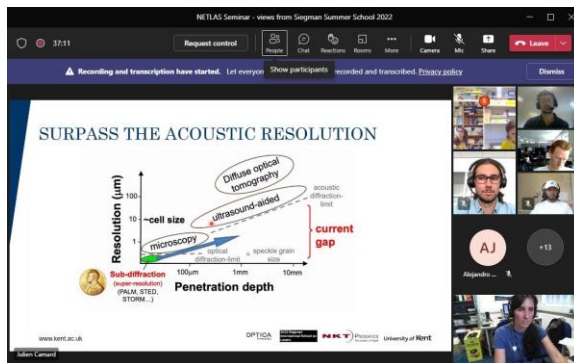 NETLAS Seminar - views from Siegman Summer School 2022
37:11
Request control
People
Chat
Reactions
Rooms
More
Camera
Mic
Share
Leave
Recording and transcription have started. Let everyone recorded and transcribed. Privacy policy
Dismiss
Show participants
SURPASS THE ACOUSTIC RESOLUTION
Resolution (µm)
100
10
1
~cell size
Diffuse optical
tomography
ultrasound-aided
microscopy
acoustic
diffraction-
limit
current
gap
optical
diffraction-limit
speckle grain
size
Sub-diffraction
(super-resolution)
(PALM, STED,
STORM...)
100µm
1mm
10mm
Penetration depth
www.kent.ac.uk
OPTICA
NKT Photonics
University of Kent
Julien Camard
AJ
Alejandro ...
+13